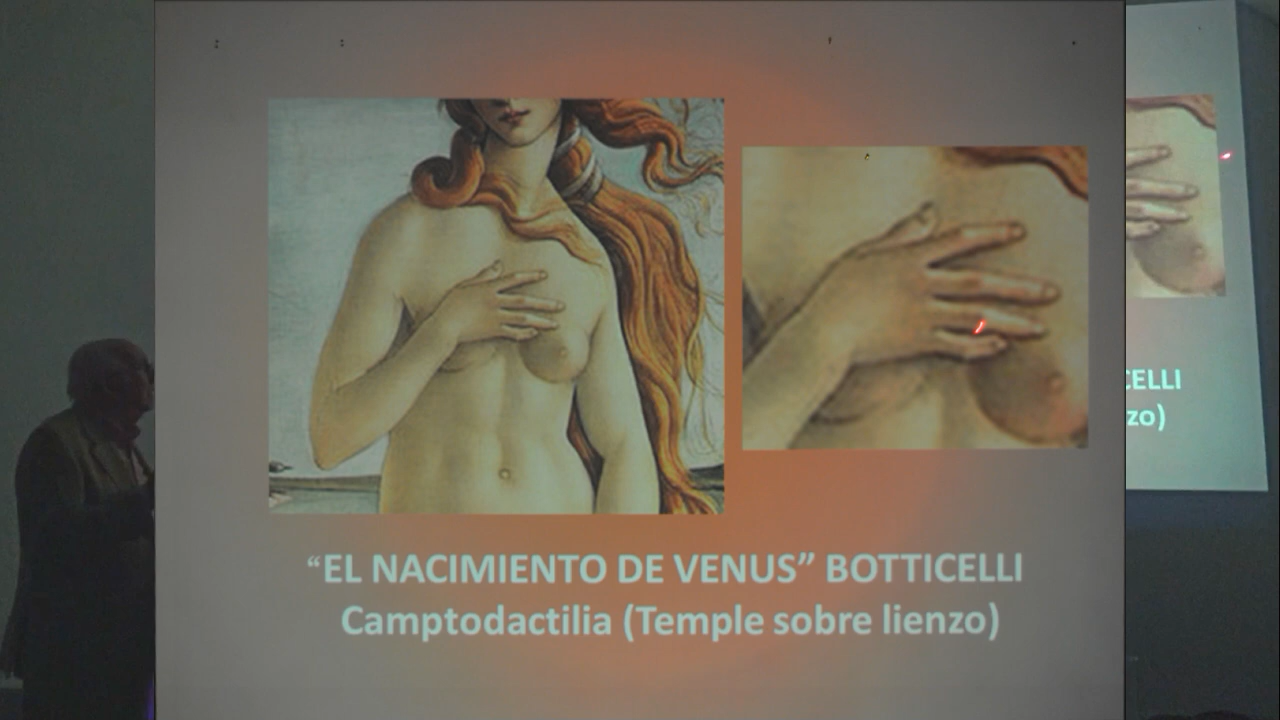 “EL NACIMIENTO DE VENUS” BOTTICELLI
Camptodactilia (Temple sobre lienzo)
CELLI
zo)